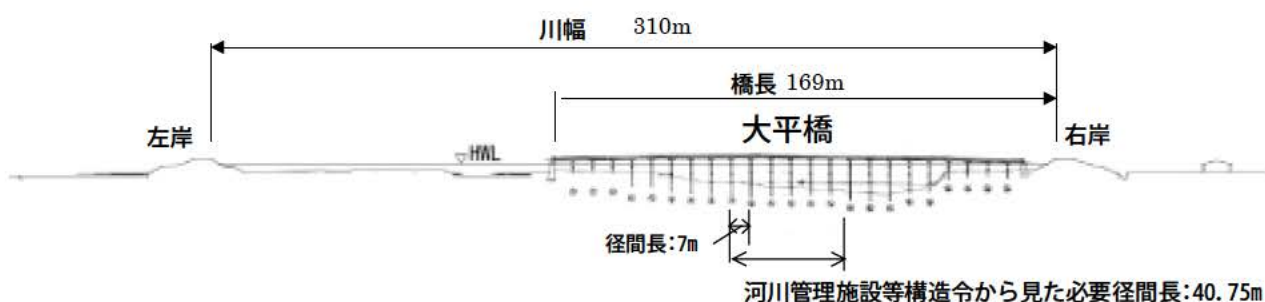 川幅 310m
橋長 169m
大平橋
左岸
右岸
HWL
径間長:7m
河川管理施設等構造令から見た必要径間長:40.75m